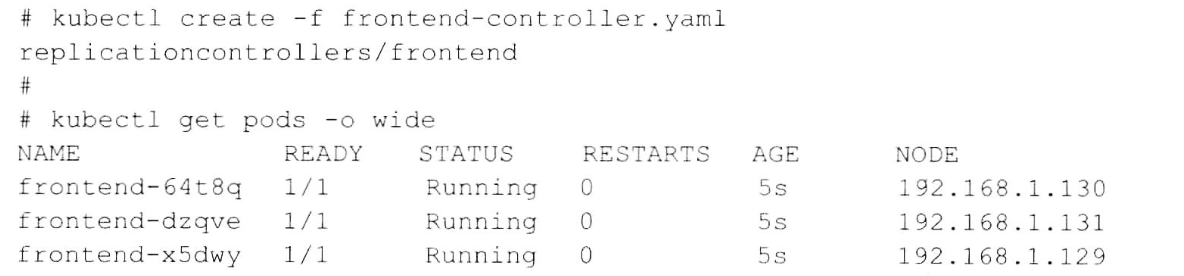 # kubectl create -f frontend-controller.yaml
replicationcontrollers/frontend
#
# kubectl get pods -o wide
NAME READY STATUS RESTARTS AGE NODE
frontend-64t8q 1/1 Running 0 5s 192.168.1.130
frontend-dzqve 1/1 Running 0 5s 192.168.1.131
frontend-x5dwy 1/1 Running 0 5s 192.168.1.129